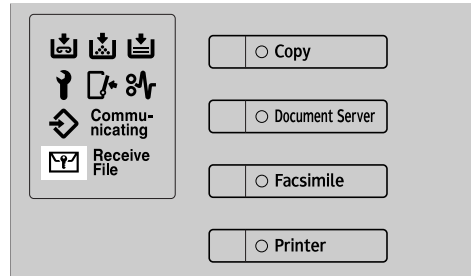 Commu-
nicating
Receive
File
Copy
Document Server
Facsimile
Printer